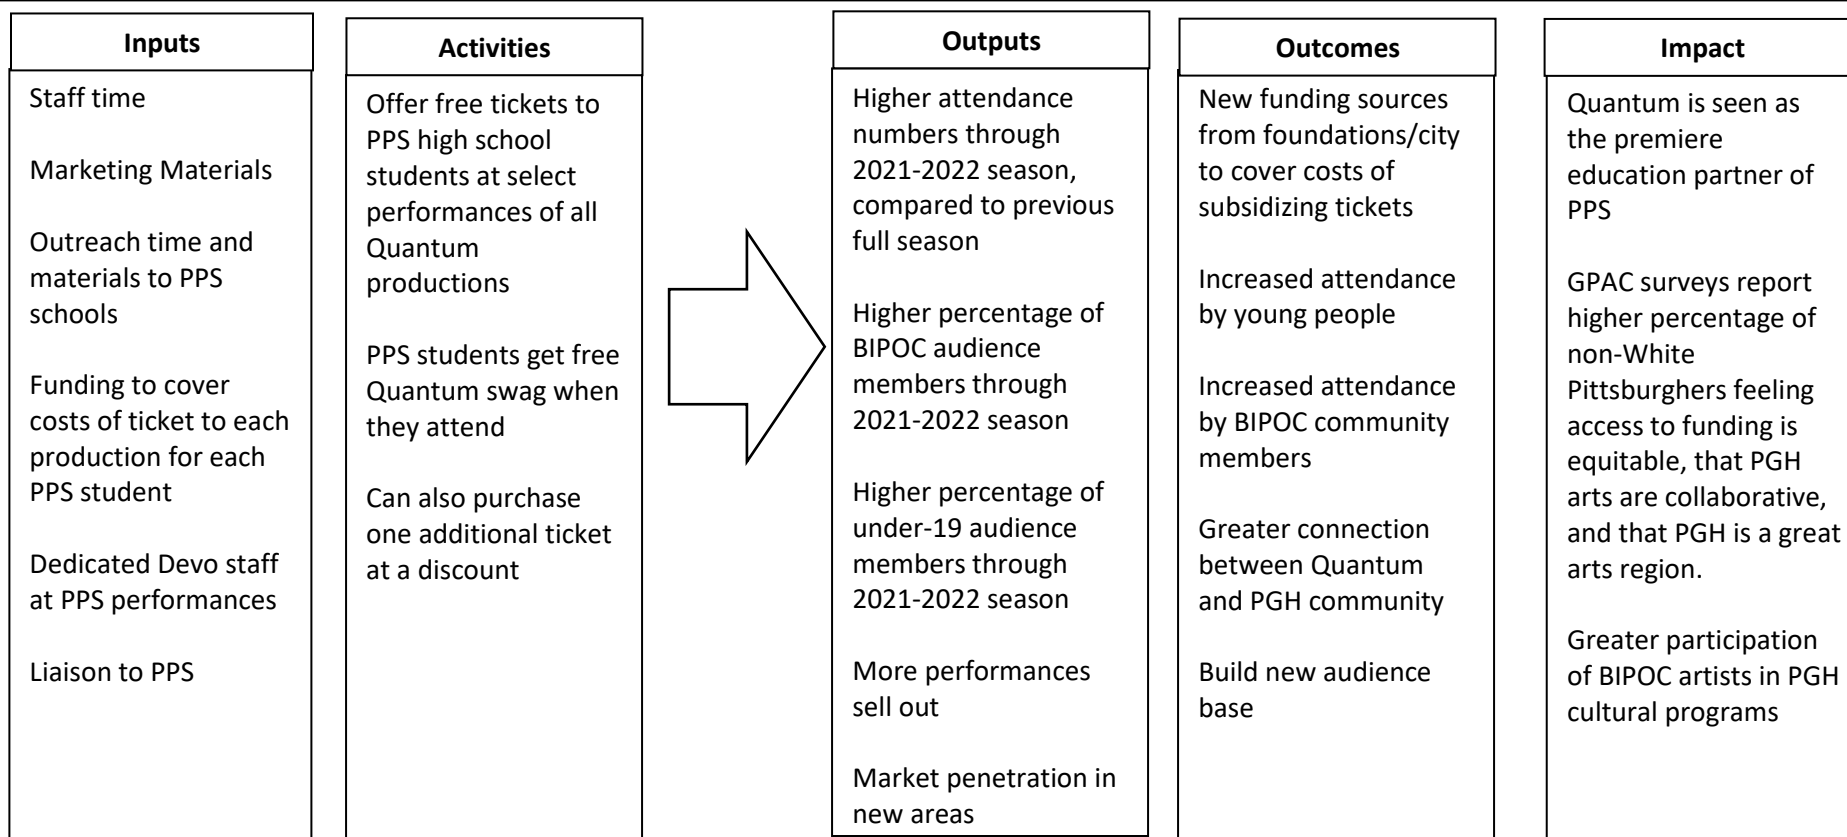 Inputs
Staff time
Marketing Materials
Outreach time and
materials to PPS
schools
Funding to cover
costs of ticket to each
production for each
PPS student
Dedicated Devo staff
at PPS performances
Liaison to PPS
Activities
Offer free tickets to
PPS high school
students at select
performances of all
Quantum
productions
PPS students get free
Quantum swag when
they attend
Can also purchase
one additional ticket
at a discount
Outputs
Higher attendance
numbers through
2021-2022 season,
compared to previous
full season
Higher percentage of
BIPOC audience
members through
2021-2022 season
Higher percentage of
under-19 audience
members through
2021-2022 season
More performances
sell out
Market penetration in
new areas
Outcomes
New funding sources
from foundations/city
to cover costs of
subsidizing tickets
Increased attendance
by young people
Increased attendance
by BIPOC community
members
Greater connection
between Quantum
and PGH community
Build new audience
base
Impact
Quantum is seen as
the premiere
education partner of
PPS
GPAC surveys report
higher percentage of
non-White
Pittsburghers feeling
access to funding is
equitable, that PGH
arts are collaborative,
and that PGH is a great
arts region.
Greater participation
of BIPOC artists in PGH
cultural programs